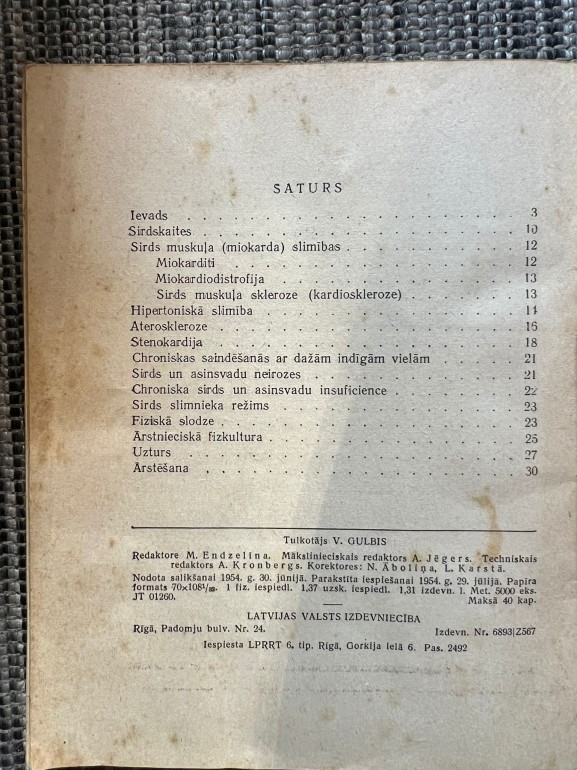 SATURS
Ievads . . . . . . . . . . . . . . . . . . . 3
Sirdskaites . . . . . . . . . . . . . . . . . 10
Sirds muskuļa (miokarda) slimības . . . . . . . . . 12
Miokarditi . . . . . . . . . . . . . . . 12
Miokardiodistrofija . . . . . . . . . . . . . 13
Sirds muskuļa skleroze (kardioskleroze) . . . . . . 13
Hipertoniskā slimība . . . . . . . . . . . . . . 14
Ateroskleroze . . . . . . . . . . . . . . . . 16
Stenokardija . . . . . . . . . . . . . . . . . 18
Chroniskas saindēšanās ar dažām indīgām vielām . . . . 21
Sirds un asinsvadu neirozes . . . . . . . . . . . 21
Chroniska sirds un asinsvadu insuficience . . . . . . . 22
Sirds slimnieka režims . . . . . . . . . . . . . 23
Fiziskā slodze . . . . . . . . . . . . . . . . 23
Ārstnieciskā fizkultura . . . . . . . . . . . . . 25
Uzturs . . . . . . . . . . . . . . . . . . . 27
Ārstēšana . . . . . . . . . . . . . . . . . . 30
Tulkotājs V. GULBIS
Redaktore M. Endzeliņa. Mākslinieciskais redaktors A. Jēgers. Techniskais
redaktors A. Kronbergs. Korektores: N. Āboliņa, L. Karstā.
Nodota salikšanai 1954. g. 30. jūnijā. Parakstīta iespiešanai 1954. g. 29. jūlijā. Papīra
formats 70x108¹/₃₂. 1 fiz. iespiedl. 1,37 uzsk. iespiedl. 1,31 izdevn. l. Met. 5000 eks.
JT 01260. Maksā 40 kap.
LATVIJAS VALSTS IZDEVNIECĪBA
Rīgā, Padomju bulv. Nr. 24. Izdevn. Nr. 6893|Z567
Iespiesta LPRRT 6. tip. Rīgā, Gorkija ielā 6. Pas. 2492